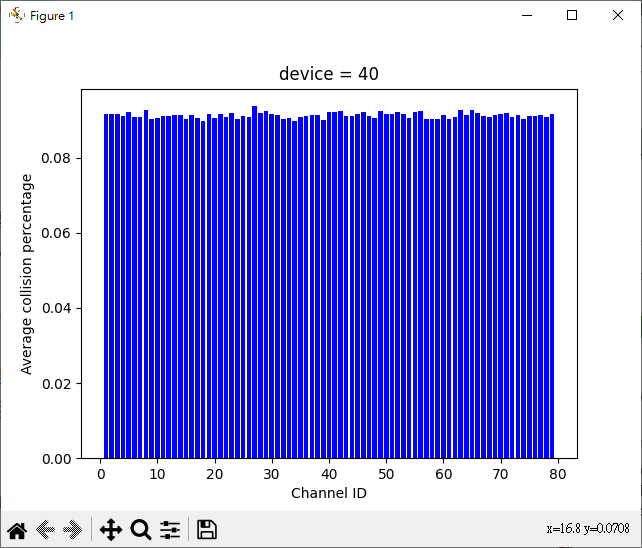 Figure 1
device = 40
0.08
0.06
0.04
0.02
0.00
Average collision percentage
0 10 20 30 40 50 60 70 80
Channel ID
x=16.8 y=0.0708